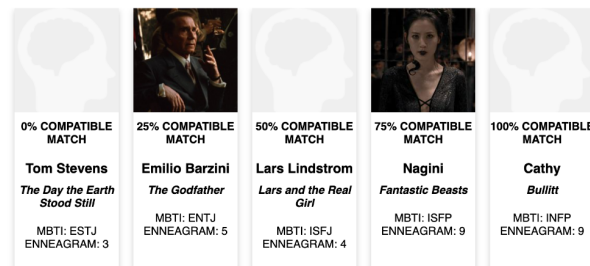 0% COMPATIBLE
MATCH
Tom Stevens
The Day the Earth
Stood Still
MBTI: ESTJ
ENNEAGRAM: 3
25% COMPATIBLE
MATCH
Emilio Barzini
The Godfather
MBTI: ENTJ
ENNEAGRAM: 5
50% COMPATIBLE
MATCH
Lars Lindstrom
Lars and the Real
Girl
MBTI: ISFJ
ENNEAGRAM: 4
75% COMPATIBLE
MATCH
Nagini
Fantastic Beasts
MBTI: ISFP
ENNEAGRAM: 9
100% COMPATIBLE
MATCH
Cathy
Bullitt
MBTI: INFP
ENNEAGRAM: 9